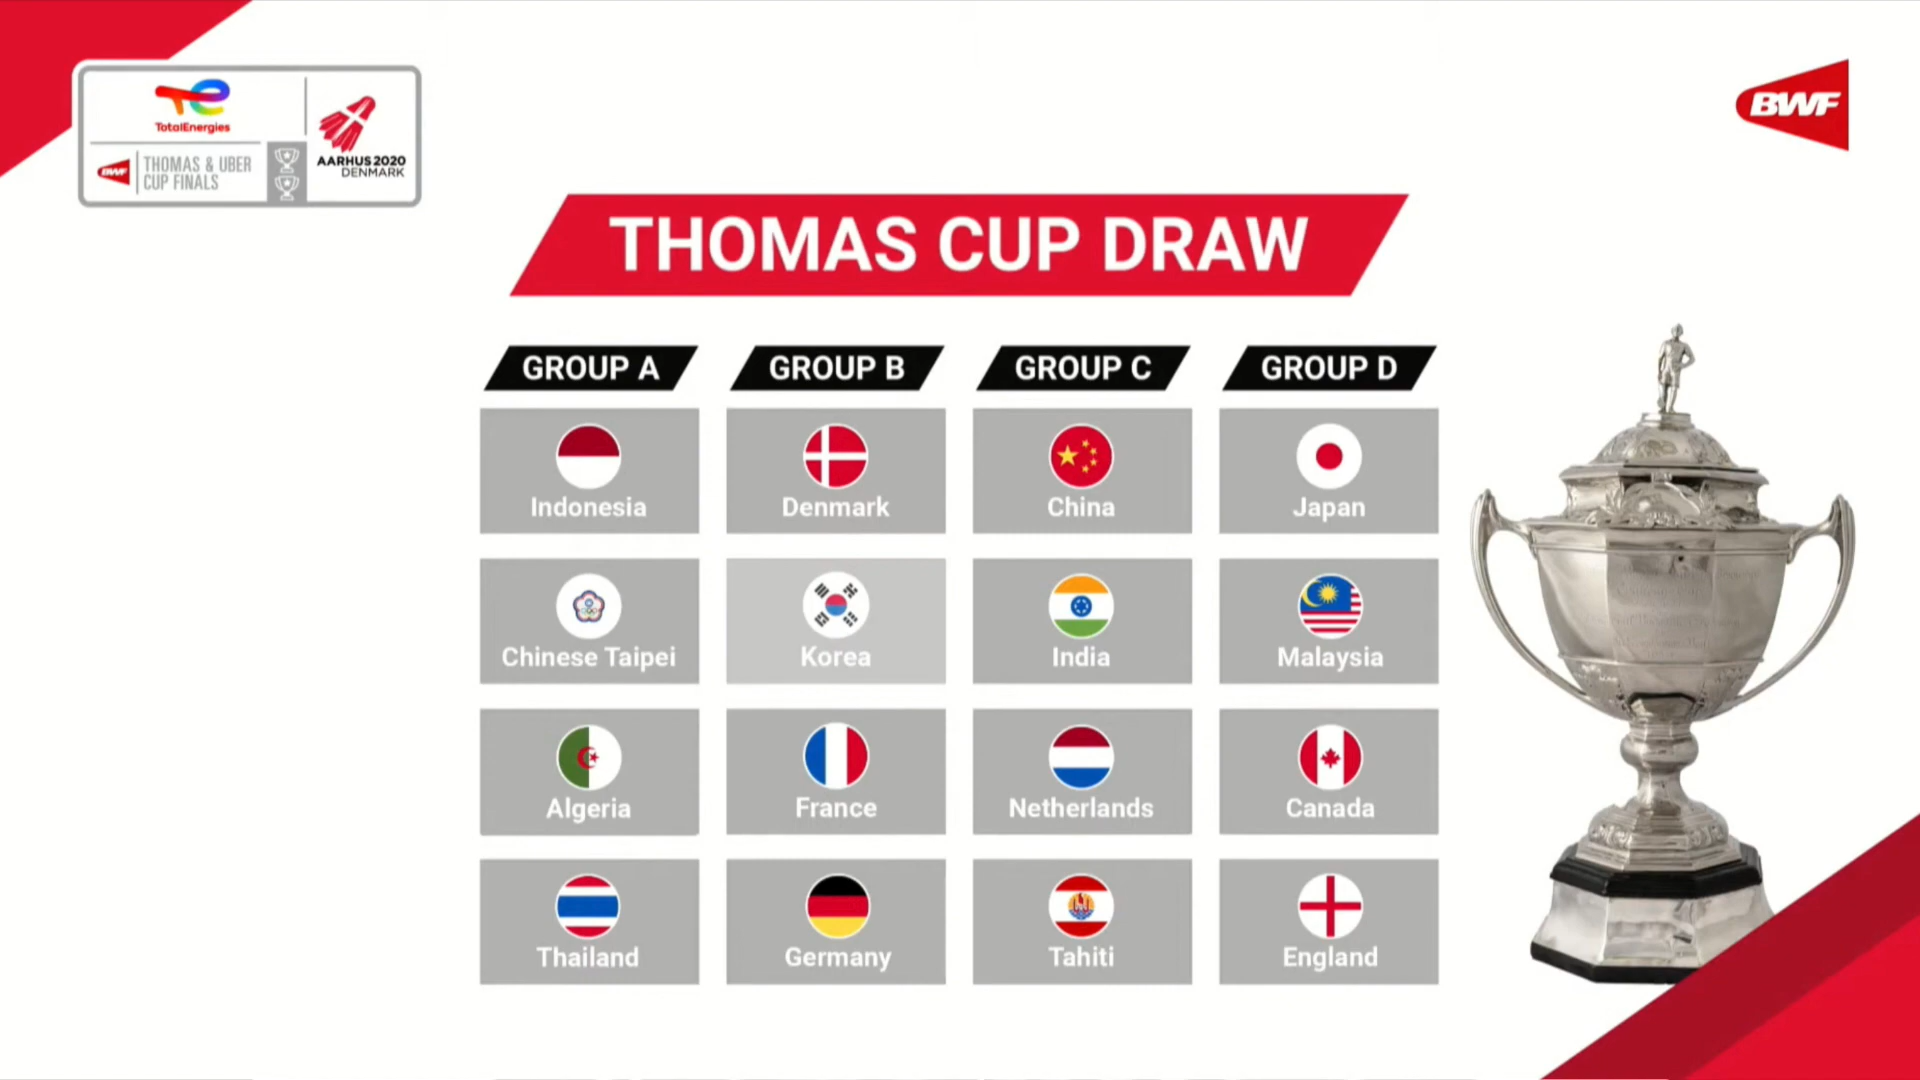 TotalEnergies
BWF
THOMAS & UBER
CUP FINALS
AARHUS 2020
DENMARK
BWF
THOMAS CUP DRAW
GROUP A
GROUP B
GROUP C
GROUP D
Indonesia
Denmark
China
Japan
Chinese Taipei
Korea
India
Malaysia
Algeria
France
Netherlands
Canada
Thailand
Germany
Tahiti
England